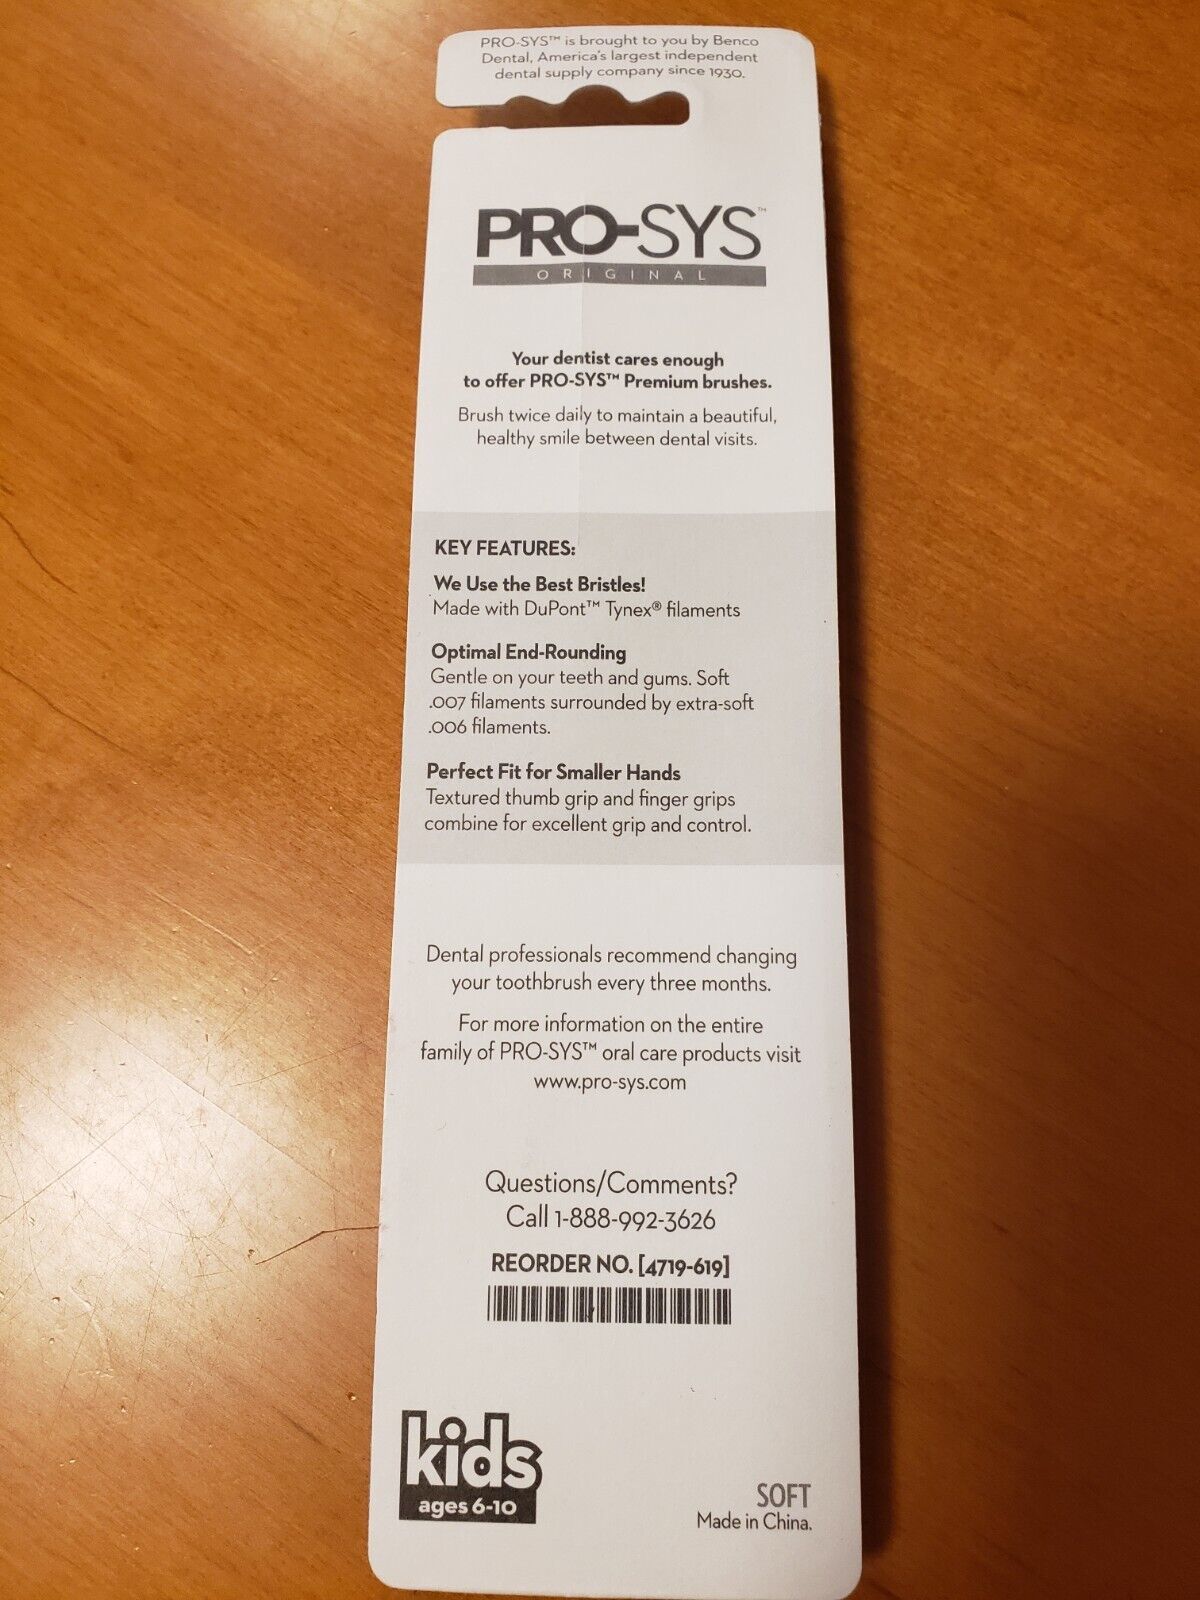 PRO-SYS™ is brought to you by Benco
Dental, America's largest independent
dental supply company since 1930.
PRO-SYS™
ORIGINAL
Your dentist cares enough
to offer PRO-SYS™ Premium brushes.
Brush twice daily to maintain a beautiful,
healthy smile between dental visits.
KEY FEATURES:
We Use the Best Bristles!
Made with DuPont™ Tynex® filaments
Optimal End-Rounding
Gentle on your teeth and gums. Soft
.007 filaments surrounded by extra-soft
.006 filaments.
Perfect Fit for Smaller Hands
Textured thumb grip and finger grips
combine for excellent grip and control.
Dental professionals recommend changing
your toothbrush every three months.
For more information on the entire
family of PRO-SYS™ oral care products visit
www.pro-sys.com
Questions/Comments?
Call 1-888-992-3626
REORDER NO. [4719-619]
kids
ages 6-10
SOFT
Made in China.